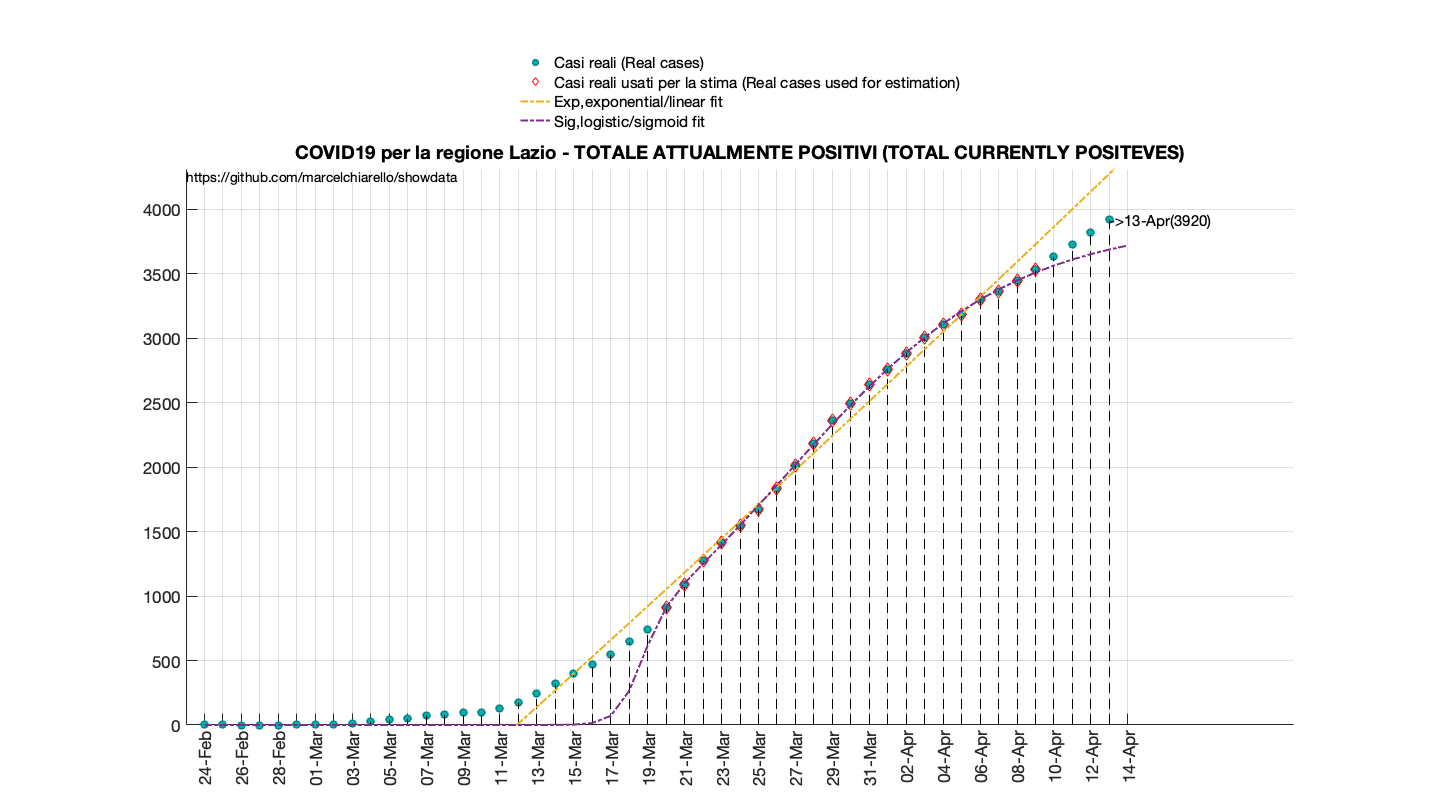 Casi reali (Real cases)
Casi reali usati per la stima (Real cases used for estimation)
Exp,exponential/linear fit
Sig,logistic/sigmoid fit
COVID19 per la regione Lazio - TOTALE ATTUALMENTE POSITIVI (TOTAL CURRENTLY POSITEVES)
https://github.com/marcelchiarello/showdata
4000
3500
3000
2500
2000
1500
1000
500
0
>13-Apr(3920)
24-Feb
26-Feb
28-Feb
01-Mar
03-Mar
05-Mar
07-Mar
09-Mar
11-Mar
13-Mar
15-Mar
17-Mar
19-Mar
21-Mar
23-Mar
25-Mar
27-Mar
29-Mar
31-Mar
02-Apr
04-Apr
06-Apr
08-Apr
10-Apr
12-Apr
14-Apr